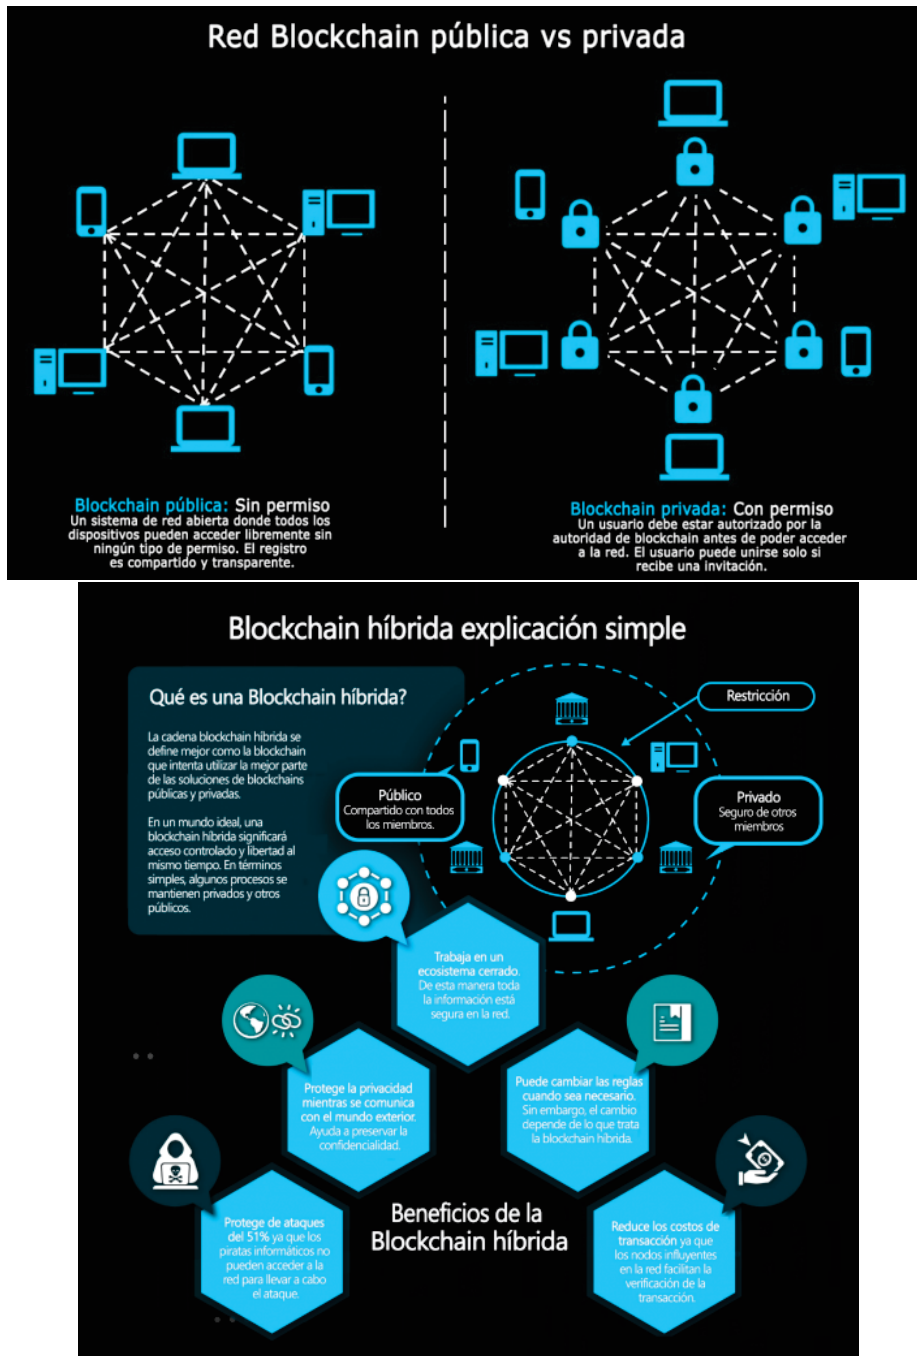 Red Blockchain pública vs privada
Blockchain pública: Sin permiso
Un sistema de red abierta donde todos los
dispositivos pueden acceder libremente sin
ningún tipo de permiso. El registro
es compartido y transparente.
Blockchain privada: Con permiso
Un usuario debe estar autorizado por la
autoridad de blockchain antes de poder acceder
a la red. El usuario puede unirse solo si
recibe una invitación.
Blockchain híbrida explicación simple
Qué es una Blockchain híbrida?
La cadena blockchain híbrida se
define mejor como la blockchain
que intenta utilizar la mejor parte
de las soluciones de blockchains
públicas y privadas.
En un mundo ideal, una
blockchain híbrida significará
acceso controlado y libertad al
mismo tiempo. En términos
simples, algunos procesos se
mantienen privados y otros
públicos.
Restricción
Público
Compartido con todos
los miembros.
Privado
Seguro de otros
miembros
Trabaja en un
ecosistema cerrado.
De esta manera toda
la información está
segura en la red.
Protege la privacidad
mientras se comunica
con el mundo exterior.
Ayuda a preservar la
confidencialidad.
Puede cambiar las reglas
cuando sea necesario.
Sin embargo, el cambio
depende de lo que trata
la blockchain híbrida.
Protege de ataques
del 51% ya que los
piratas informáticos no
pueden acceder a la
red para llevar a cabo
el ataque.
Beneficios de la
Blockchain híbrida
Reduce los costos de
transacción ya que
los nodos influyentes
en la red facilitan la
verificación de la
transacción.